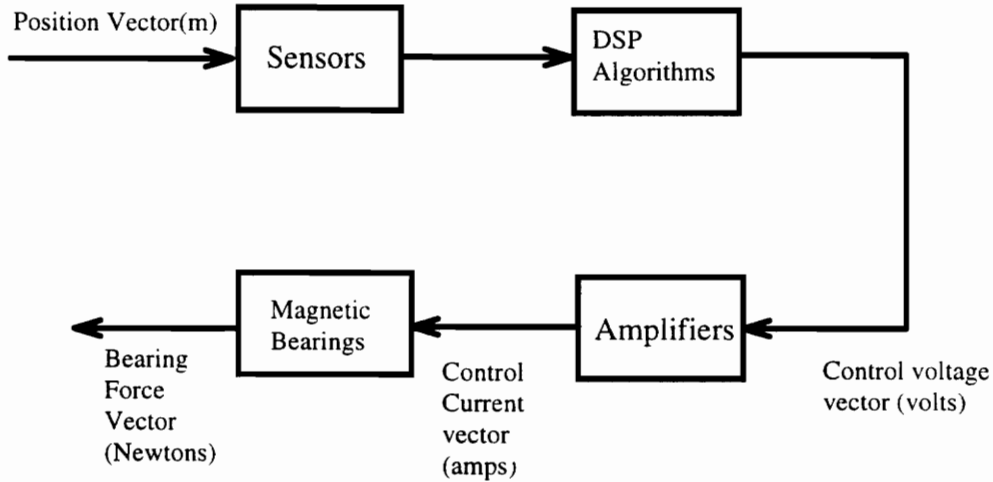 Position Vector(m)
Sensors
DSP
Algorithms
Magnetic
Bearings
Amplifiers
Bearing
Force
Vector
(Newtons)
Control
Current
vector
(amps)
Control voltage
vector (volts)